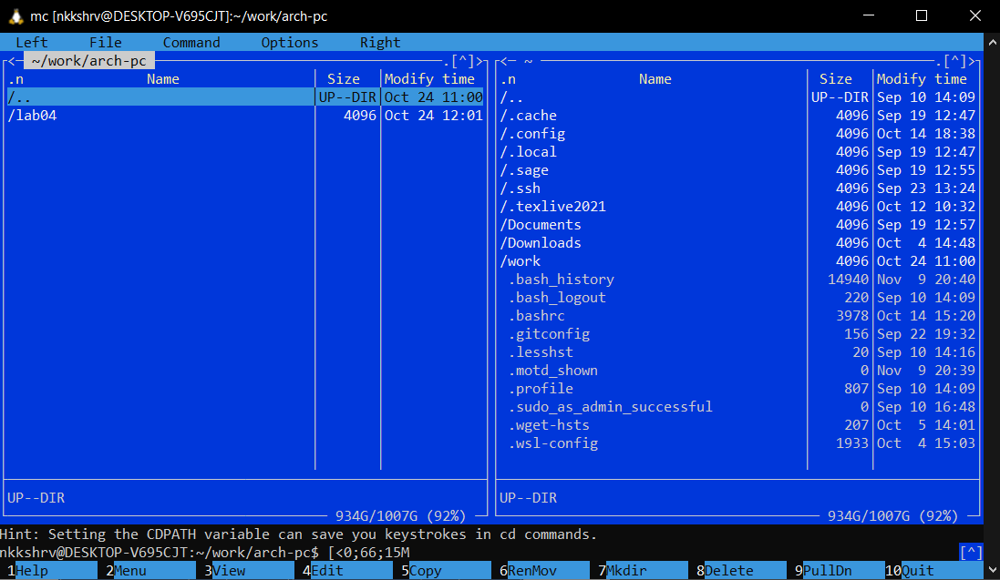 mc [nkkshrv@DESKTOP-V695CJT]:~/work/arch-pc
Left File Command Options Right
<─ ~/work/arch-pc .[^]> <─ ~ .[^]>
.n Name Size Modify time .n Name Size Modify time
/.. UP--DIR Oct 24 11:00 /.. UP--DIR Sep 10 14:09
/lab04 4096 Oct 24 12:01 /.cache 4096 Sep 19 12:47
/.config 4096 Oct 14 18:38
/.local 4096 Sep 19 12:47
/.sage 4096 Sep 19 12:55
/.ssh 4096 Sep 23 13:24
/.texlive2021 4096 Oct 12 10:32
/Documents 4096 Sep 19 12:57
/Downloads 4096 Oct 4 14:48
/work 4096 Oct 24 11:00
.bash_history 14940 Nov 9 20:40
.bash_logout 220 Sep 10 14:09
.bashrc 3978 Oct 14 15:20
.gitconfig 156 Sep 22 19:32
.lesshst 20 Sep 10 14:16
.motd_shown 0 Nov 9 20:39
.profile 807 Sep 10 14:09
.sudo_as_admin_successful 0 Sep 10 16:48
.wget-hsts 207 Oct 5 14:01
.wsl-config 1933 Oct 4 15:03
UP--DIR UP--DIR
934G/1007G (92%) 934G/1007G (92%)
Hint: Setting the CDPATH variable can save you keystrokes in cd commands.
nkkshrv@DESKTOP-V695CJT:~/work/arch-pc$ [<0;66;15M [^]
1Help 2Menu 3View 4Edit 5Copy 6RenMov 7Mkdir 8Delete 9PullDn 10Quit